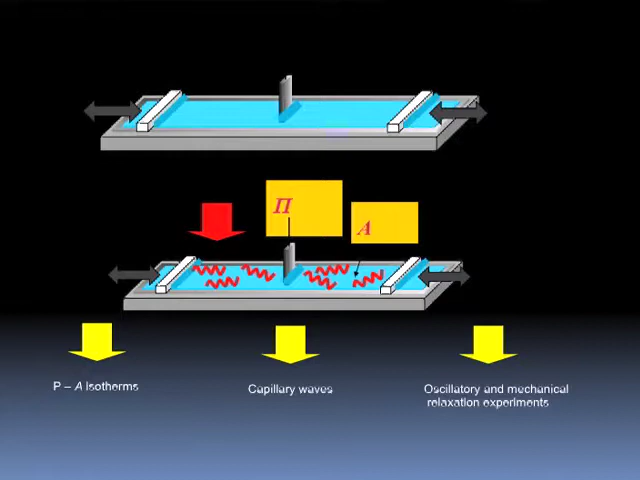 Π
A
P – A isotherms
Capillary waves
Oscillatory and mechanical
relaxation experiments